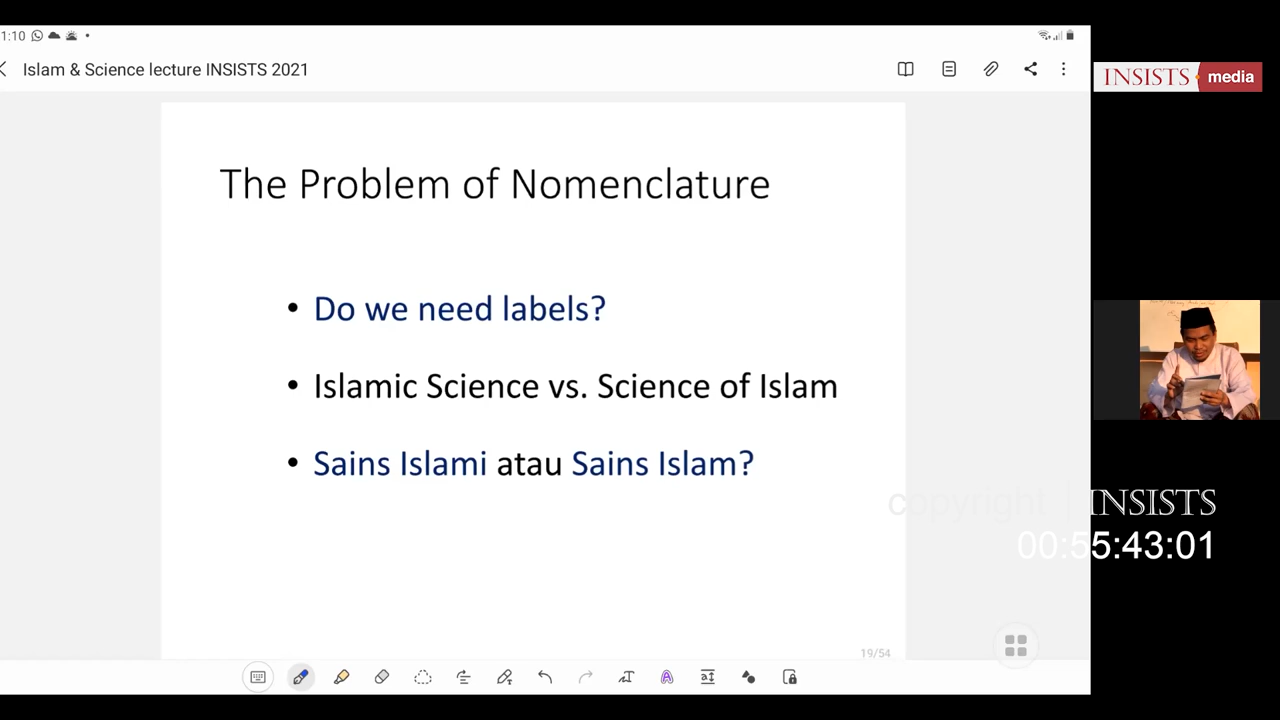 1:10
Islam & Science lecture INSISTS 2021
INSISTS media
The Problem of Nomenclature
• Do we need labels?
• Islamic Science vs. Science of Islam
• Sains Islami atau Sains Islam?
copyright | INSISTS
00:55:43:01
19/54